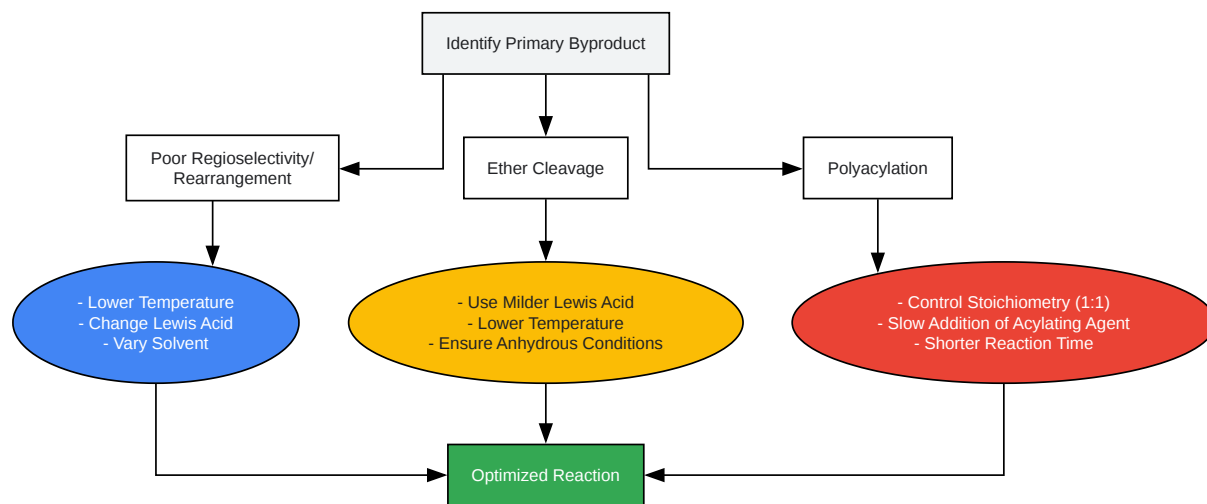 Identify Primary Byproduct
Poor Regioselectivity/
Rearrangement
Ether Cleavage
Polyacylation
- Lower Temperature
- Change Lewis Acid
- Vary Solvent
- Use Milder Lewis Acid
- Lower Temperature
- Ensure Anhydrous Conditions
- Control Stoichiometry (1:1)
- Slow Addition of Acylating Agent
- Shorter Reaction Time
Optimized Reaction